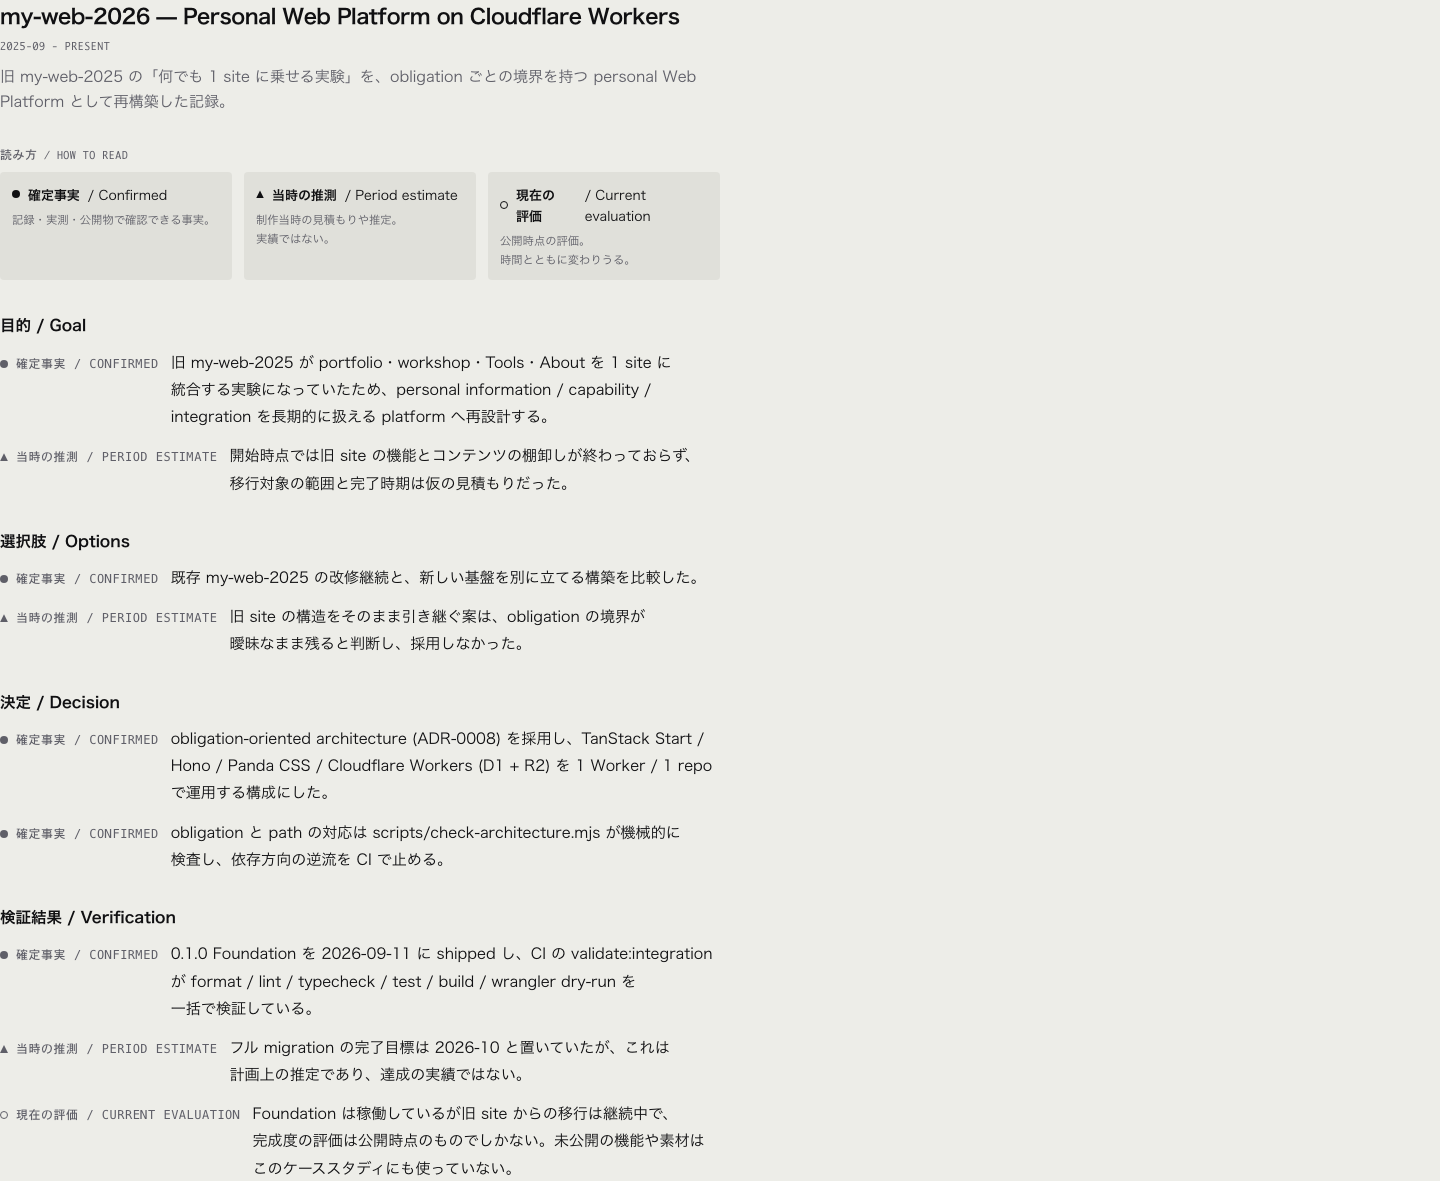 my-web-2026 — Personal Web Platform on Cloudflare Workers
2025-09 - PRESENT
旧 my-web-2025 の「何でも 1 site に乗せる実験」を、obligation ごとの境界を持つ personal Web
Platform として再構築した記録。
読み方 / HOW TO READ
● 確定事実 / Confirmed
記録・実測・公開物で確認できる事実。
▲ 当時の推測 / Period estimate
制作当時の見積もりや推定。
実績ではない。
○ 現在の評価 / Current evaluation
公開時点の評価。
時間とともに変わりうる。
目的 / Goal
● 確定事実 / CONFIRMED 旧 my-web-2025 が portfolio・workshop・Tools・About を 1 site に
統合する実験になっていたため、personal information / capability /
integration を長期的に扱える platform へ再設計する。
▲ 当時の推測 / PERIOD ESTIMATE 開始時点では旧 site の機能とコンテンツの棚卸しが終わっておらず、
移行対象の範囲と完了時期は仮の見積もりだった。
選択肢 / Options
● 確定事実 / CONFIRMED 既存 my-web-2025 の改修継続と、新しい基盤を別に立てる構築を比較した。
▲ 当時の推測 / PERIOD ESTIMATE 旧 site の構造をそのまま引き継ぐ案は、obligation の境界が
曖昧なまま残ると判断し、採用しなかった。
決定 / Decision
● 確定事実 / CONFIRMED obligation-oriented architecture (ADR-0008) を採用し、TanStack Start /
Hono / Panda CSS / Cloudflare Workers (D1 + R2) を 1 Worker / 1 repo
で運用する構成にした。
● 確定事実 / CONFIRMED obligation と path の対応は scripts/check-architecture.mjs が機械的に
検査し、依存方向の逆流を CI で止める。
検証結果 / Verification
● 確定事実 / CONFIRMED 0.1.0 Foundation を 2026-09-11 に shipped し、CI の validate:integration
が format / lint / typecheck / test / build / wrangler dry-run を
一括で検証している。
▲ 当時の推測 / PERIOD ESTIMATE フル migration の完了目標は 2026-10 と置いていたが、これは
計画上の推定であり、達成の実績ではない。
○ 現在の評価 / CURRENT EVALUATION Foundation は稼働しているが旧 site からの移行は継続中で、
完成度の評価は公開時点のものでしかない。未公開の機能や素材は
このケーススタディにも使っていない。